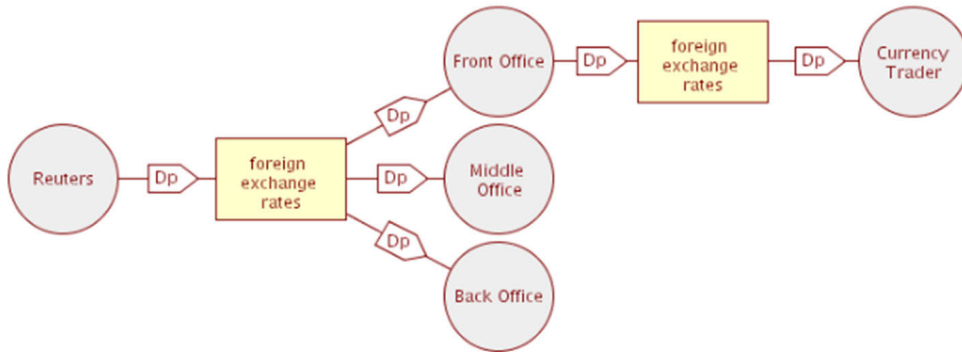 Front Office
Dp
foreign
exchange
rates
Dp
Currency
Trader
Dp
Reuters
Dp
foreign
exchange
rates
Dp
Middle
Office
Dp
Back Office